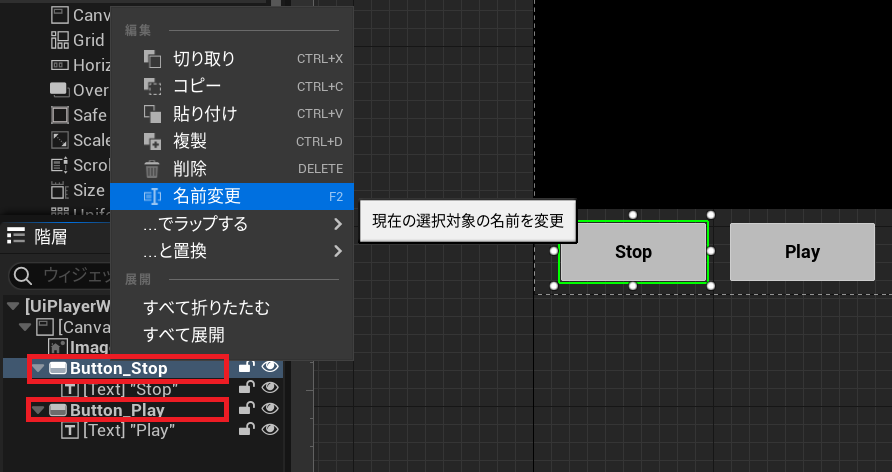 Canv
Grid
Horiz
Over
Safe
Scale
Scrol
Size
編集
切り取り CTRL+X
コピー CTRL+C
貼り付け CTRL+V
複製 CTRL+D
削除 DELETE
名前変更 F2
...でラップする
...と置換
展開
すべて折りたたむ
すべて展開
現在の選択対象の名前を変更
Stop
Play
階層
ウィジェッ
[UiPlayerW
[Canva
Imag
Button_Stop
[Text] "Stop"
Button_Play
[Text] "Play"